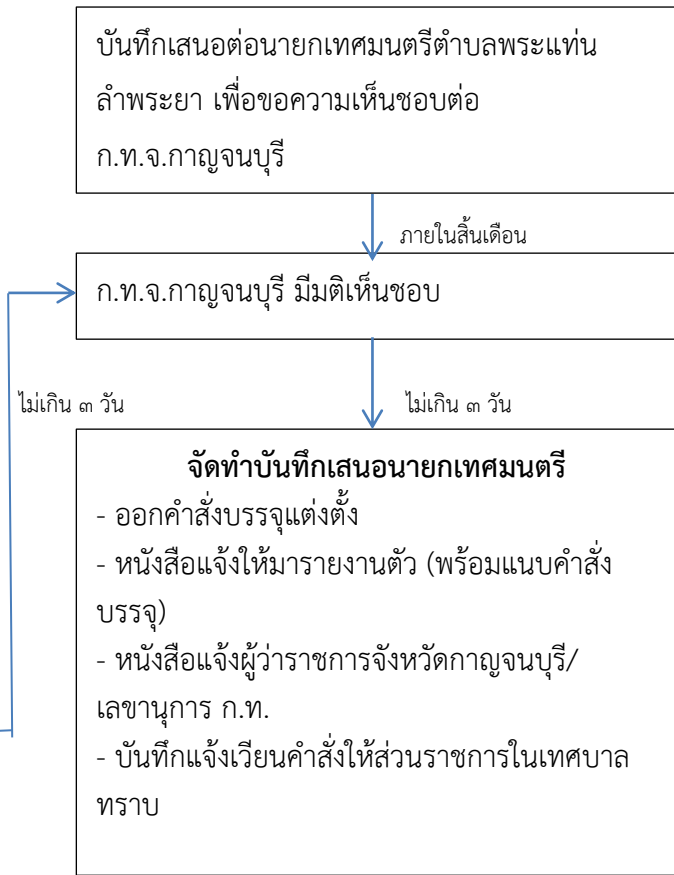 บันทึกเสนอต่อนายกเทศมนตรีตำบลพระแท่น
ลำพระยา เพื่อขอความเห็นชอบต่อ
ก.ท.จ.กาญจนบุรี
ภายในสิ้นเดือน
ก.ท.จ.กาญจนบุรี มีมติเห็นชอบ
ไม่เกิน ๓ วัน
ไม่เกิน ๓ วัน
จัดทำบันทึกเสนอนายกเทศมนตรี
- ออกคำสั่งบรรจุแต่งตั้ง
- หนังสือแจ้งให้มารายงานตัว (พร้อมแนบคำสั่ง
บรรจุ)
- หนังสือแจ้งผู้ว่าราชการจังหวัดกาญจนบุรี/
เลขานุการ ก.ท.
- บันทึกแจ้งเวียนคำสั่งให้ส่วนราชการในเทศบาล
ทราบ